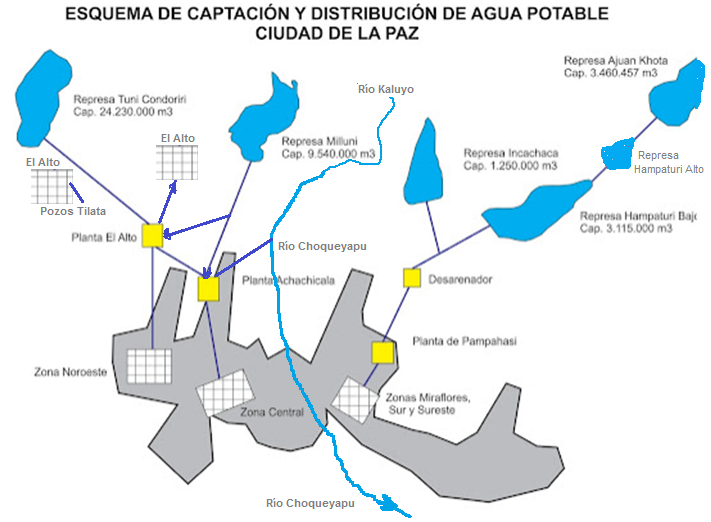 ESQUEMA DE CAPTACIÓN Y DISTRIBUCIÓN DE AGUA POTABLE
CIUDAD DE LA PAZ
Represa Ajuan Khota
Cap. 3.460.457 m3
Represa Tuni Condoriri
Cap. 24.230.000 m3
Río Kaluyo
El Alto
Represa Milluni
Cap. 9.540.000 m3
Represa Incachaca
Cap. 1.250.000 m3
Represa
Hampaturi Alto
El Alto
Pozos Tilata
Represa Hampaturi Bajo
Cap. 3.115.000 m3
Planta El Alto
Río Choqueyapu
Planta Achachicala
Desarenador
Planta de Pampahasi
Zona Noroeste
Zona Central
Zonas Miraflores,
Sur y Sureste
Río Choqueyapu